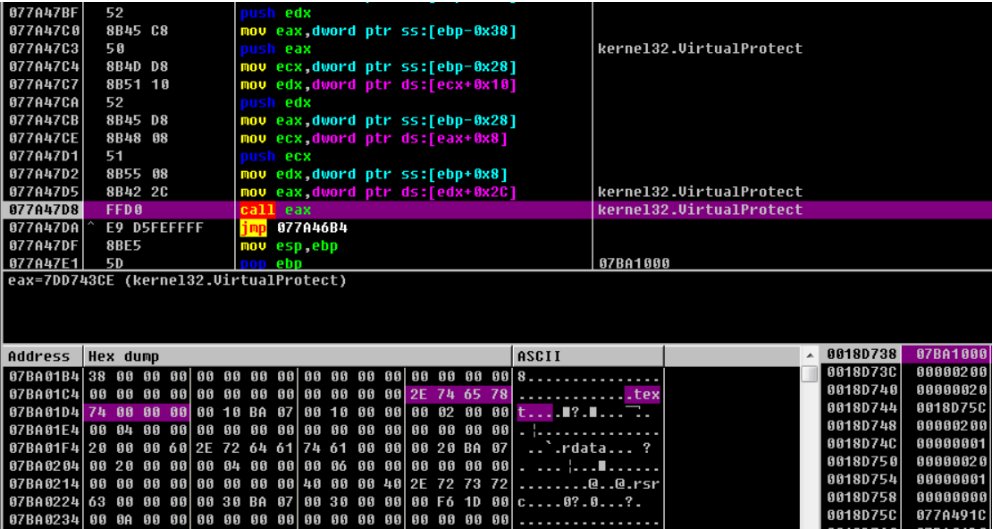 077A47BF 52 push edx
077A47C0 8B45 C8 mov eax,dword ptr ss:[ebp-0x38]
077A47C3 50 push eax kernel32.VirtualProtect
077A47C4 8B4D D8 mov ecx,dword ptr ss:[ebp-0x28]
077A47C7 8B51 10 mov edx,dword ptr ds:[ecx+0x10]
077A47CA 52 push edx
077A47CB 8B45 D8 mov eax,dword ptr ss:[ebp-0x28]
077A47CE 8B48 08 mov ecx,dword ptr ds:[eax+0x8]
077A47D1 51 push ecx
077A47D2 8B55 08 mov edx,dword ptr ss:[ebp+0x8]
077A47D5 8B42 2C mov eax,dword ptr ds:[edx+0x2C] kernel32.VirtualProtect
077A47D8 FFD0 call eax kernel32.VirtualProtect
077A47DA ^ E9 D5FEFFFF jmp 077A46B4
077A47DF 8BE5 mov esp,ebp
077A47E1 5D pop ebp 07BA1000
eax=7DD743CE (kernel32.VirtualProtect)
Address Hex dump ASCII
07BA01B4 38 00 00 00 00 00 00 00 00 00 00 00 00 00 00 00 8...............
07BA01C4 00 00 00 00 00 00 00 00 00 00 00 00 2E 74 65 78 .............tex
07BA01D4 74 00 00 00 00 10 BA 07 00 10 00 00 00 02 00 00 t....
07BA01E4 00 04 00 00 00 00 00 00 00 00 00 00 00 00 00 00
07BA01F4 20 00 00 60 2E 72 64 61 74 61 00 00 00 20 BA 07 ..`.rdata... ?
07BA0204 00 20 00 00 00 04 00 00 00 06 00 00 00 00 00 00
07BA0214 00 00 00 00 00 00 00 00 40 00 00 40 2E 72 73 72 ........@..@.rsr
07BA0224 63 00 00 00 00 30 BA 07 00 30 00 00 00 F6 1D 00 c....0?.0...?.
07BA0234 00 0A 00 00 00 00 00 00 00 00 00 00 00 00 00 00 ................
0018D738 07BA1000
0018D73C 00000200
0018D740 00000020
0018D744 0018D75C
0018D748 00000200
0018D74C 00000001
0018D750 00000020
0018D754 00000001
0018D758 00000000
0018D75C 077A491C